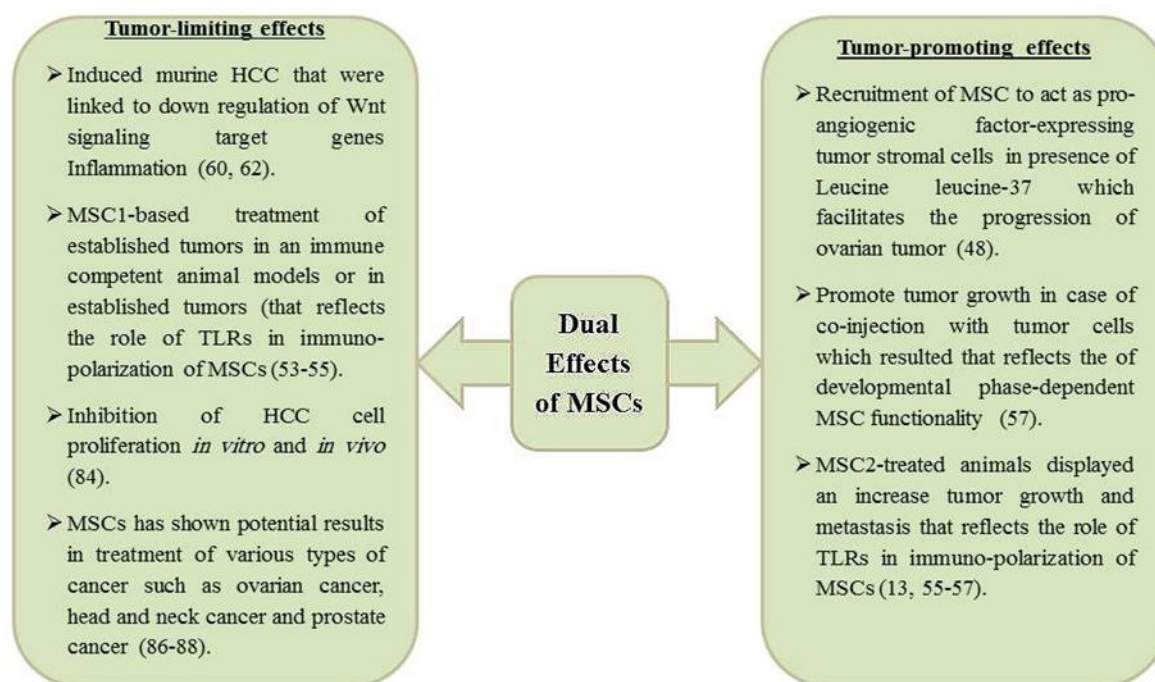 Tumor-limiting effects
➢ Induced murine HCC that were
linked to down regulation of Wnt
signaling target genes
Inflammation (60, 62).
➢ MSC1-based treatment of
established tumors in an immune
competent animal models or in
established tumors (that reflects
the role of TLRs in immuno-
polarization of MSCs (53-55).
➢ Inhibition of HCC cell
proliferation in vitro and in vivo
(84).
➢ MSCs has shown potential results
in treatment of various types of
cancer such as ovarian cancer,
head and neck cancer and prostate
cancer (86-88).
Dual
Effects
of MSCs
Tumor-promoting effects
➢ Recruitment of MSC to act as pro-
angiogenic factor-expressing
tumor stromal cells in presence of
Leucine leucine-37 which
facilitates the progression of
ovarian tumor (48).
➢ Promote tumor growth in case of
co-injection with tumor cells
which resulted that reflects the of
developmental phase-dependent
MSC functionality (57).
➢ MSC2-treated animals displayed
an increase tumor growth and
metastasis that reflects the role of
TLRs in immuno-polarization of
MSCs (13, 55-57).